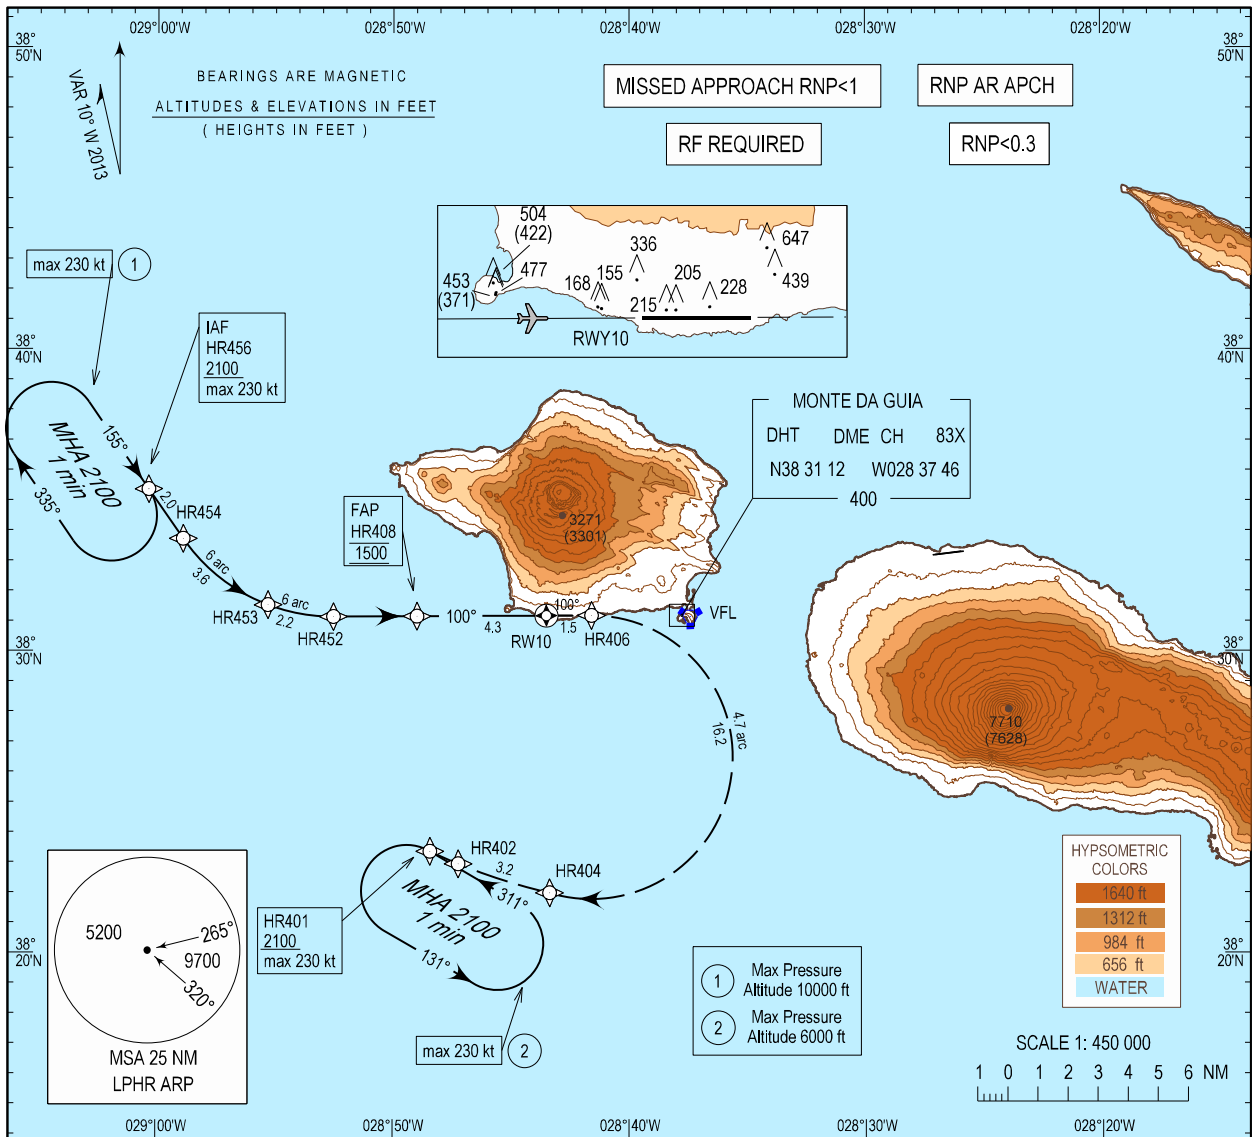 029°00'W
028°50'W
028°40'W
028°30'W
028°20'W
38°
50'N
38°
50'N
VAR 10° W 2013
BEARINGS ARE MAGNETIC
ALTITUDES & ELEVATIONS IN FEET
( HEIGHTS IN FEET )
MISSED APPROACH RNP<1
RNP AR APCH
RF REQUIRED
RNP<0.3
504
(422)
453
(371)
477
168
155
336
215
205
228
647
439
RWY10
max 230 kt
1
IAF
HR456
2100
max 230 kt
38°
40'N
38°
40'N
MHA 2100
1 min
155°
335°
2.0
HR454
6 arc
3.6
HR453
6 arc
2.2
HR452
FAP
HR408
1500
100°
4.3
RW10
100°
1.5
HR406
3271
(3301)
MONTE DA GUIA
DHT DME CH 83X
N38 31 12 W028 37 46
400
VFL
38°
30'N
38°
30'N
4.7 arc
16.2
7710
(7628)
HR402
3.2
HR404
MHA 2100
1 min
311°
131°
HR401
2100
max 230 kt
max 230 kt
2
5200
265°
9700
320°
MSA 25 NM
LPHR ARP
38°
20'N
38°
20'N
1
Max Pressure
Altitude 10000 ft
2
Max Pressure
Altitude 6000 ft
HYPSOMETRIC
COLORS
1640 ft
1312 ft
984 ft
656 ft
WATER
SCALE 1: 450 000
1 0 1 2 3 4 5 6 NM
029°00'W
028°50'W
028°40'W
028°30'W
028°20'W